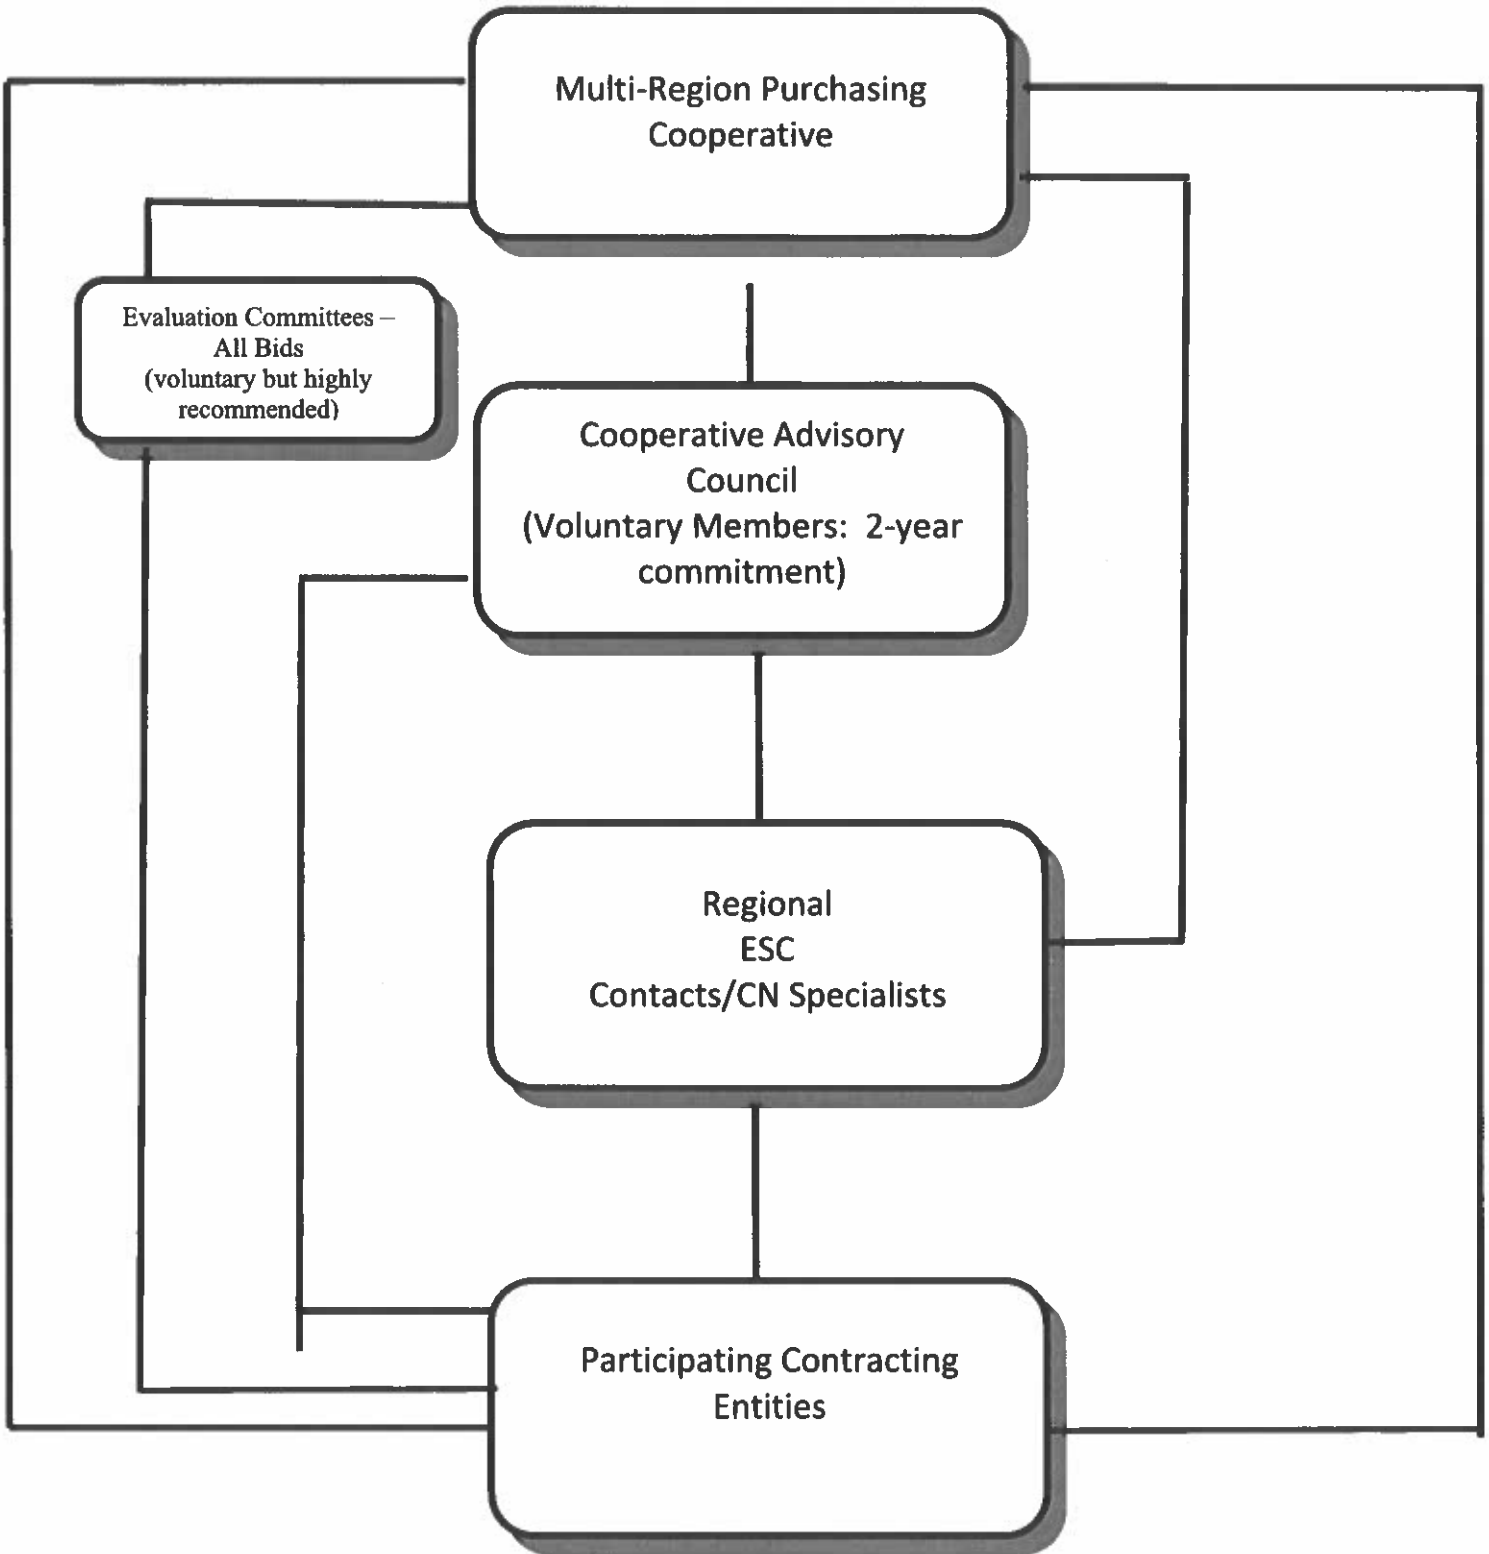 Multi-Region Purchasing
Cooperative
Evaluation Committees –
All Bids
(voluntary but highly
recommended)
Cooperative Advisory
Council
(Voluntary Members:  2-year
commitment)
Regional
ESC
Contacts/CN Specialists
Participating Contracting
Entities